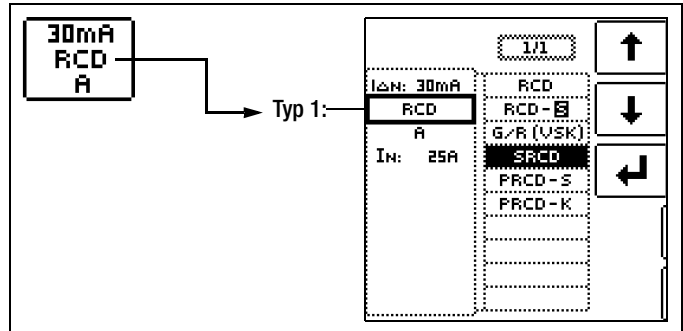 30mA
RCD
A
Typ 1:
1/1
IΔN: 30mA
RCD
A
IN: 25A
RCD
RCD-S
G/R (VSK)
SRCD
PRCD-S
PRCD-K